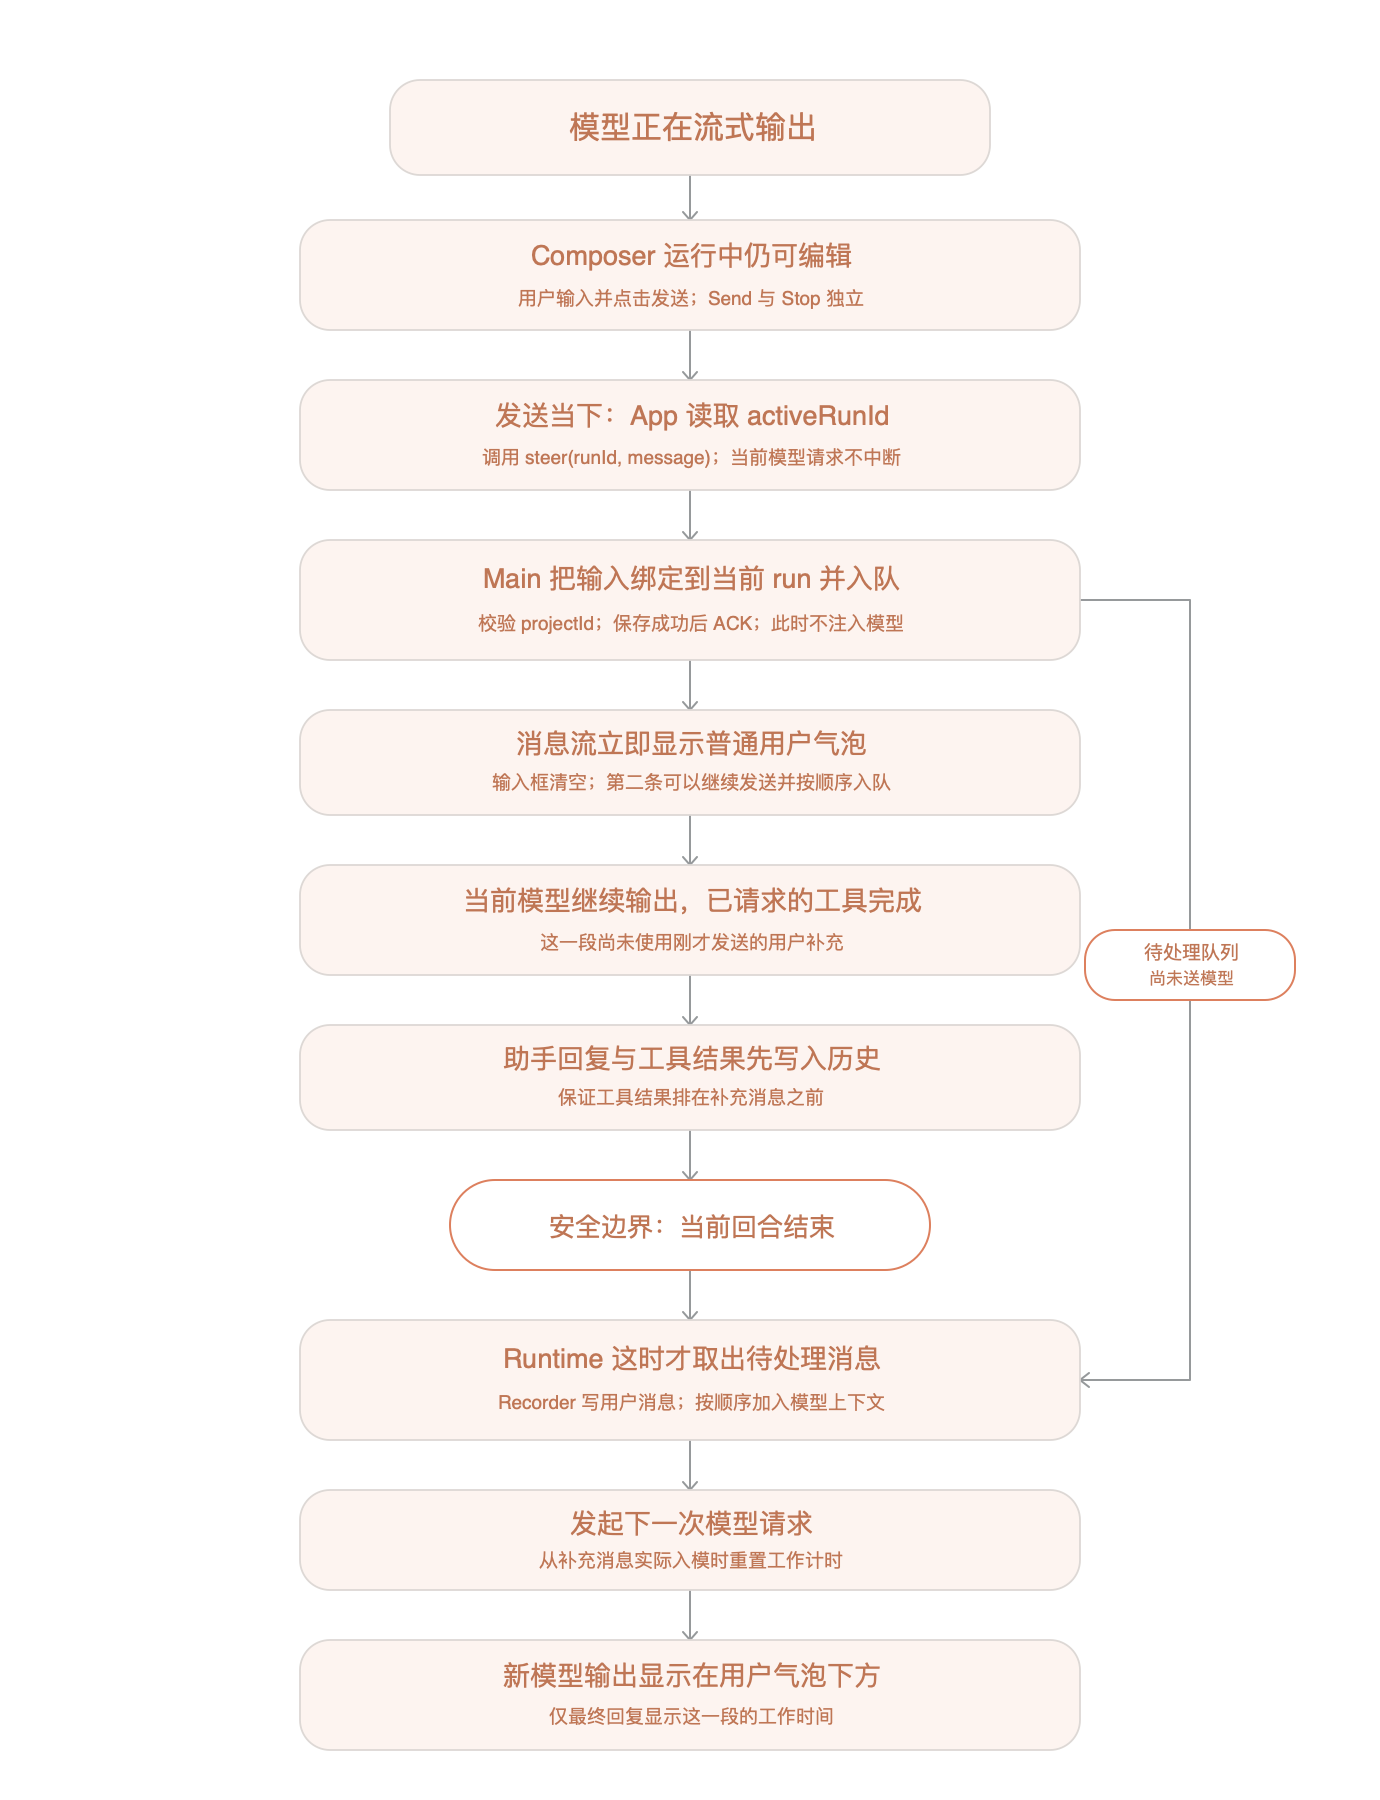 模型正在流式输出
Composer 运行中仍可编辑
用户输入并点击发送；Send 与 Stop 独立
发送当下：App 读取 activeRunId
调用 steer(runId, message)；当前模型请求不中断
Main 把输入绑定到当前 run 并入队
校验 projectId；保存成功后 ACK；此时不注入模型
消息流立即显示普通用户气泡
输入框清空；第二条可以继续发送并按顺序入队
当前模型继续输出，已请求的工具完成
这一段尚未使用刚才发送的用户补充
待处理队列
尚未送模型
助手回复与工具结果先写入历史
保证工具结果排在补充消息之前
安全边界：当前回合结束
Runtime 这时才取出待处理消息
Recorder 写用户消息；按顺序加入模型上下文
发起下一次模型请求
从补充消息实际入模时重置工作计时
新模型输出显示在用户气泡下方
仅最终回复显示这一段的工作时间